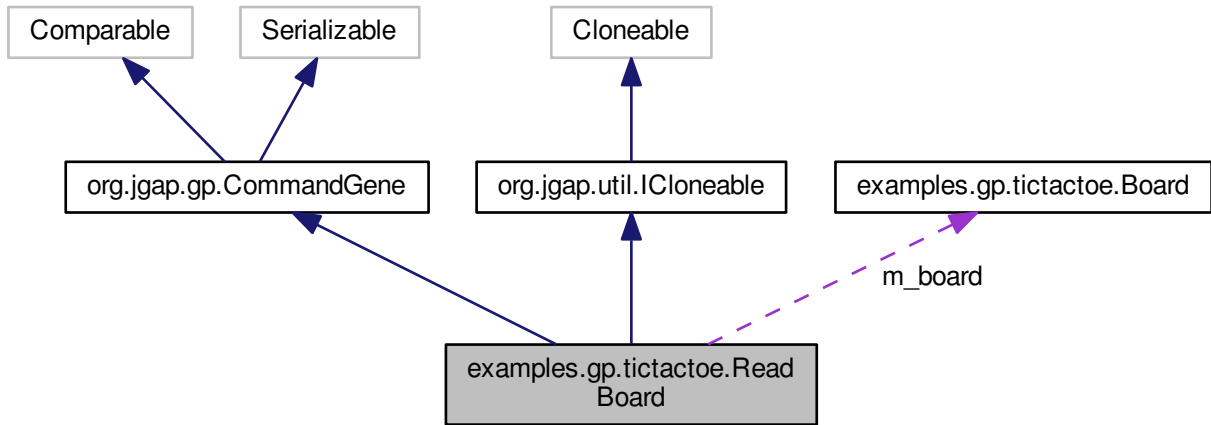 Comparable
Serializable
Cloneable
org.jgap.gp.CommandGene
org.jgap.util.ICloneable
examples.gp.tictactoe.Board
m_board
examples.gp.tictactoe.Read
Board